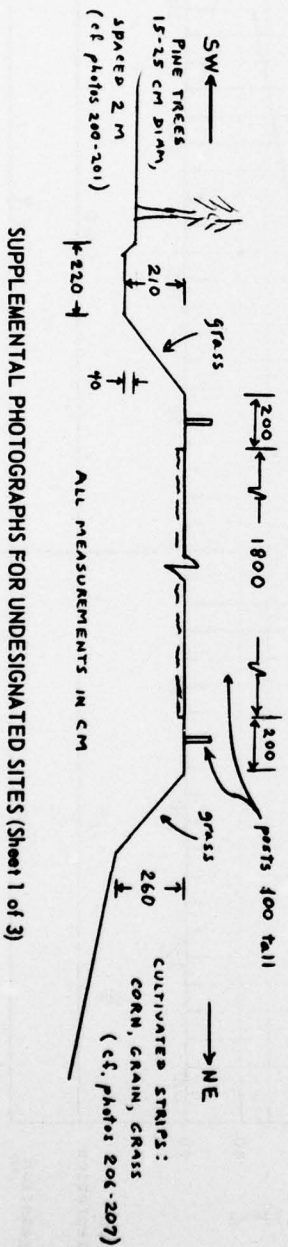 SW
NE
PINE TREES
15-25 CM DIAM,
SPACED 2 M
(cf photos 200-201)
220
210
40
grass
200
1800
200
posts 100 tall
grass
260
CULTIVATED STRIPS:
CORN, GRAIN, GRASS
(cf. photos 206-207)
ALL MEASUREMENTS IN CM
SUPPLEMENTAL PHOTOGRAPHS FOR UNDESIGNATED SITES (Sheet 1 of 3)